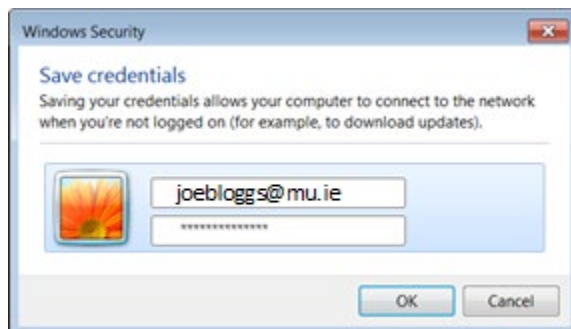 Windows Security
Save credentials
Saving your credentials allows your computer to connect to the network
when you're not logged on (for example, to download updates).
joebloggs@mu.ie
**************
OK
Cancel